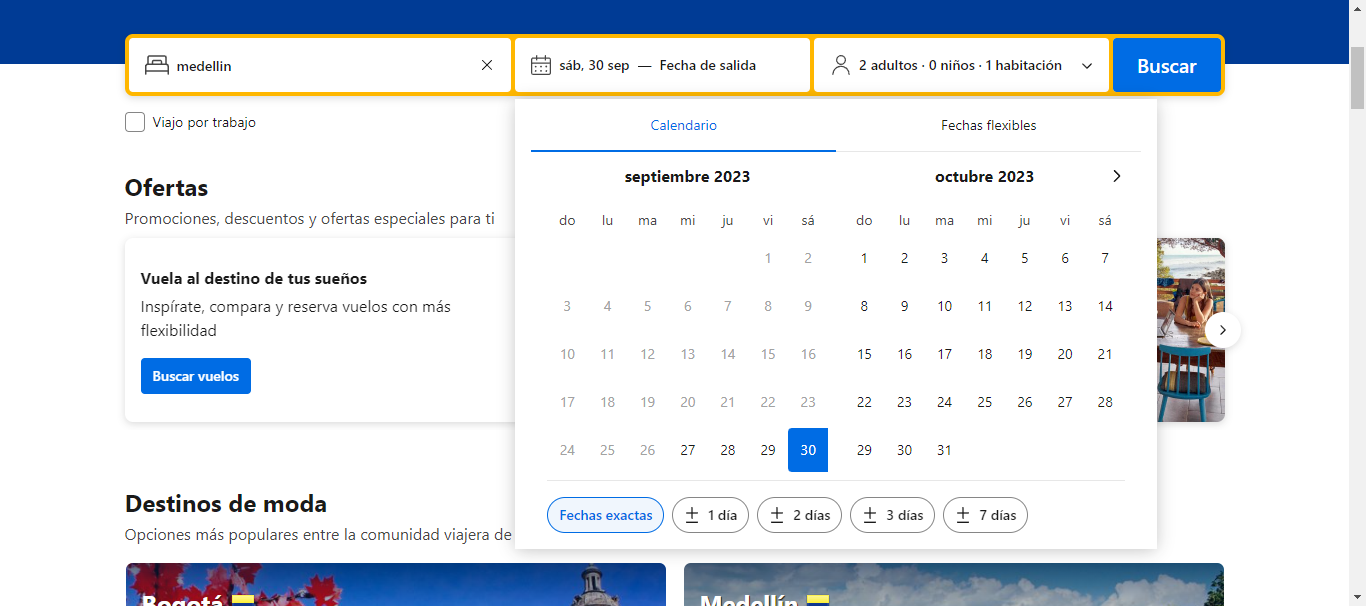 medellin
sáb, 30 sep — Fecha de salida
2 adultos · 0 niños · 1 habitación
Buscar
Viajo por trabajo
Calendario
Fechas flexibles
septiembre 2023
do lu ma mi ju vi sá
1 2
3 4 5 6 7 8 9
10 11 12 13 14 15 16
17 18 19 20 21 22 23
24 25 26 27 28 29 30
octubre 2023
do lu ma mi ju vi sá
1 2 3 4 5 6 7
8 9 10 11 12 13 14
15 16 17 18 19 20 21
22 23 24 25 26 27 28
29 30 31
Fechas exactas
± 1 día
± 2 días
± 3 días
± 7 días
Ofertas
Promociones, descuentos y ofertas especiales para ti
Vuela al destino de tus sueños
Inspírate, compara y reserva vuelos con más
flexibilidad
Buscar vuelos
Destinos de moda
Opciones más populares entre la comunidad viajera de
Bogotá
Medellín